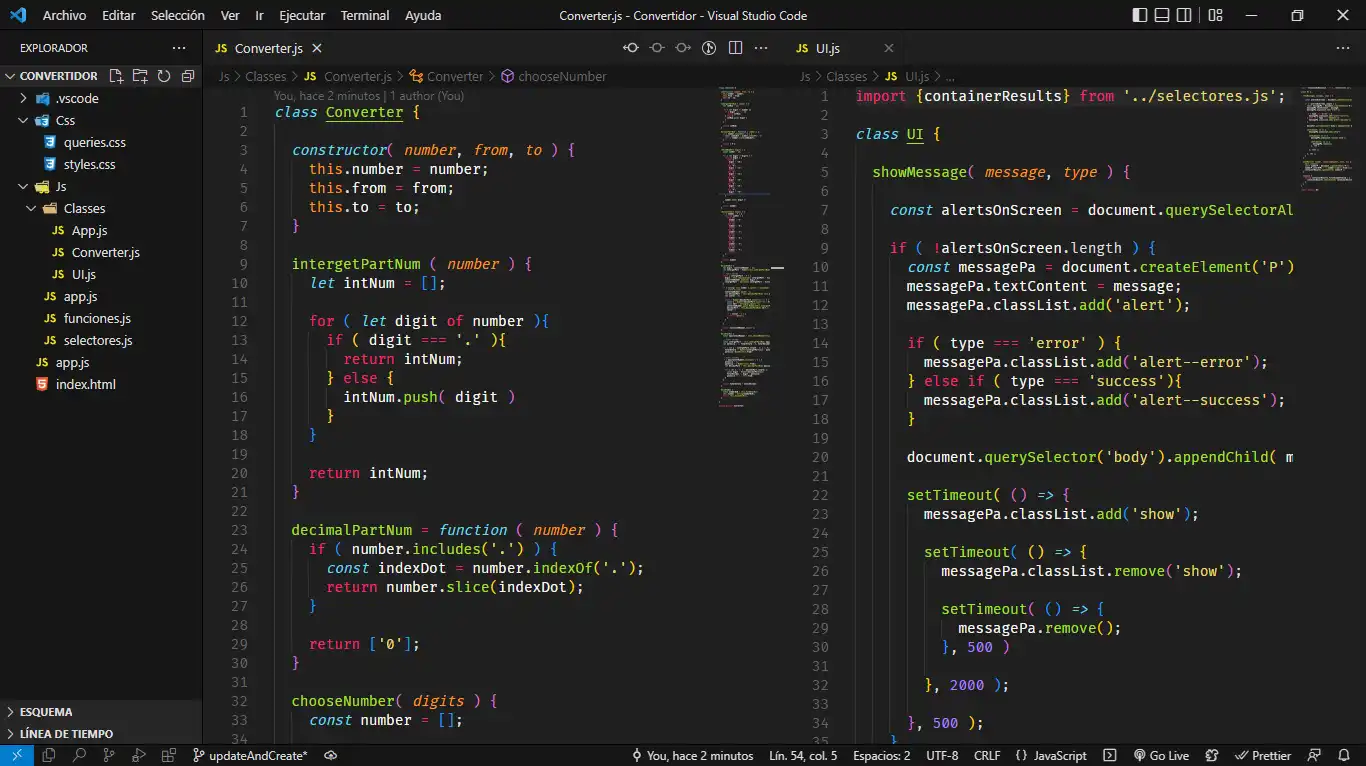 Archivo Editar Selección Ver Ir Ejecutar Terminal Ayuda
Converter.js - Convertidor - Visual Studio Code
EXPLORADOR
CONVERTIDOR
.vscode
Css
queries.css
styles.css
Js
Classes
JS App.js
JS Converter.js
JS UI.js
JS app.js
JS funciones.js
JS selectores.js
JS app.js
index.html
ESQUEMA
LÍNEA DE TIEMPO
JS Converter.js
Js > Classes > JS Converter.js > Converter > chooseNumber
You, hace 2 minutos | 1 author (You)
1 class Converter {
2
3 constructor( number, from, to ) {
4 this.number = number;
5 this.from = from;
6 this.to = to;
7 }
8
9 intergetPartNum ( number ) {
10 let intNum = [];
11
12 for ( let digit of number ){
13 if ( digit === '.' ){
14 return intNum;
15 } else {
16 intNum.push( digit )
17 }
18 }
19
20 return intNum;
21 }
22
23 decimalPartNum = function ( number ) {
24 if ( number.includes('.') ) {
25 const indexDot = number.indexOf('.');
26 return number.slice(indexDot);
27 }
28
29 return ['0'];
30 }
31
32 chooseNumber( digits ) {
33 const number = [];
34
JS UI.js
Js > Classes > JS UI.js > ...
1 import {containerResults} from '../selectores.js';
2
3 class UI {
4
5 showMessage( message, type ) {
6
7 const alertsOnScreen = document.querySelectorAl
8
9 if ( !alertsOnScreen.length ) {
10 const messagePa = document.createElement('P')
11 messagePa.textContent = message;
12 messagePa.classList.add('alert');
13
14 if ( type === 'error' ) {
15 messagePa.classList.add('alert--error');
16 } else if ( type === 'success'){
17 messagePa.classList.add('alert--success');
18 }
19
20 document.querySelector('body').appendChild( m
21
22 setTimeout( () => {
23 messagePa.classList.add('show');
24
25 setTimeout( () => {
26 messagePa.classList.remove('show');
27
28 setTimeout( () => {
29 messagePa.remove();
30 }, 500 )
31
32 }, 2000 );
33
34 }, 500 );
35 }
updateAndCreate*
You, hace 2 minutos Lín. 54, col. 5 Espacios: 2 UTF-8 CRLF {} JavaScript Go Live Prettier